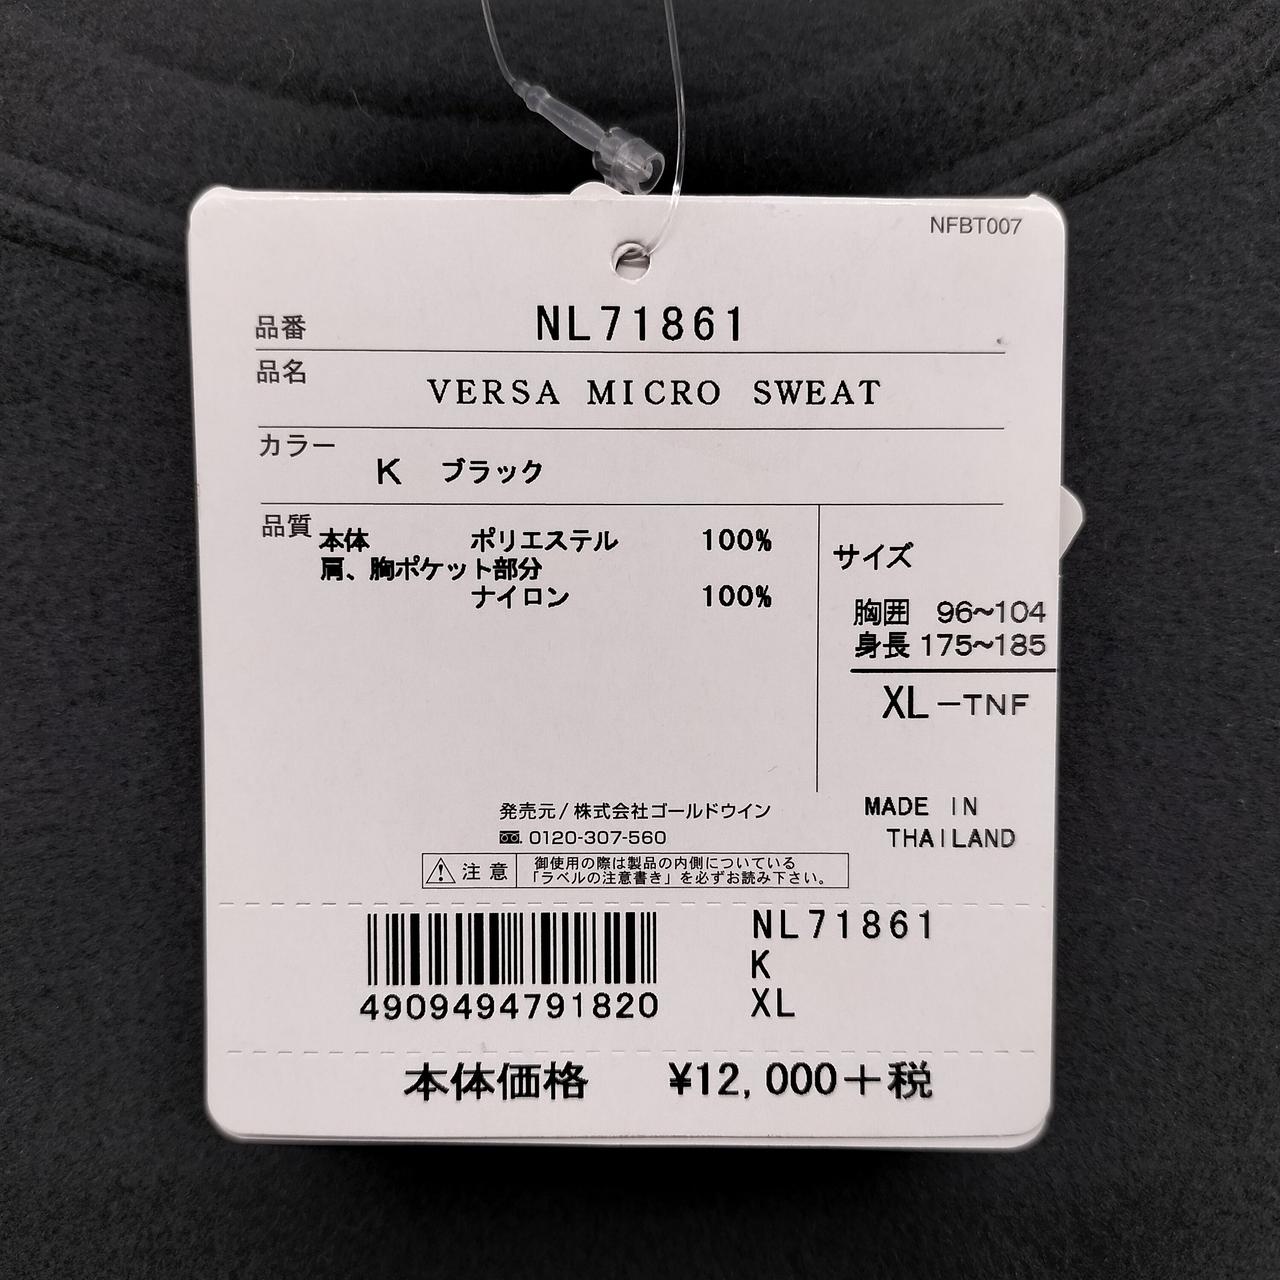 NFBT007
品番 NL71861
品名 VERSA MICRO SWEAT
カラー K ブラック
品質 本体 ポリエステル 100%
肩、胸ポケット部分
ナイロン 100%
サイズ
胸囲 96~104
身長 175~185
XL-TNF
MADE IN
THAILAND
発売元/株式会社ゴールドウイン
0120-307-560
注意 御使用の際は製品の内側についている
「ラベルの注意書き」を必ずお読み下さい。
4909494791820
NL71861
K
XL
本体価格 ¥12,000+税